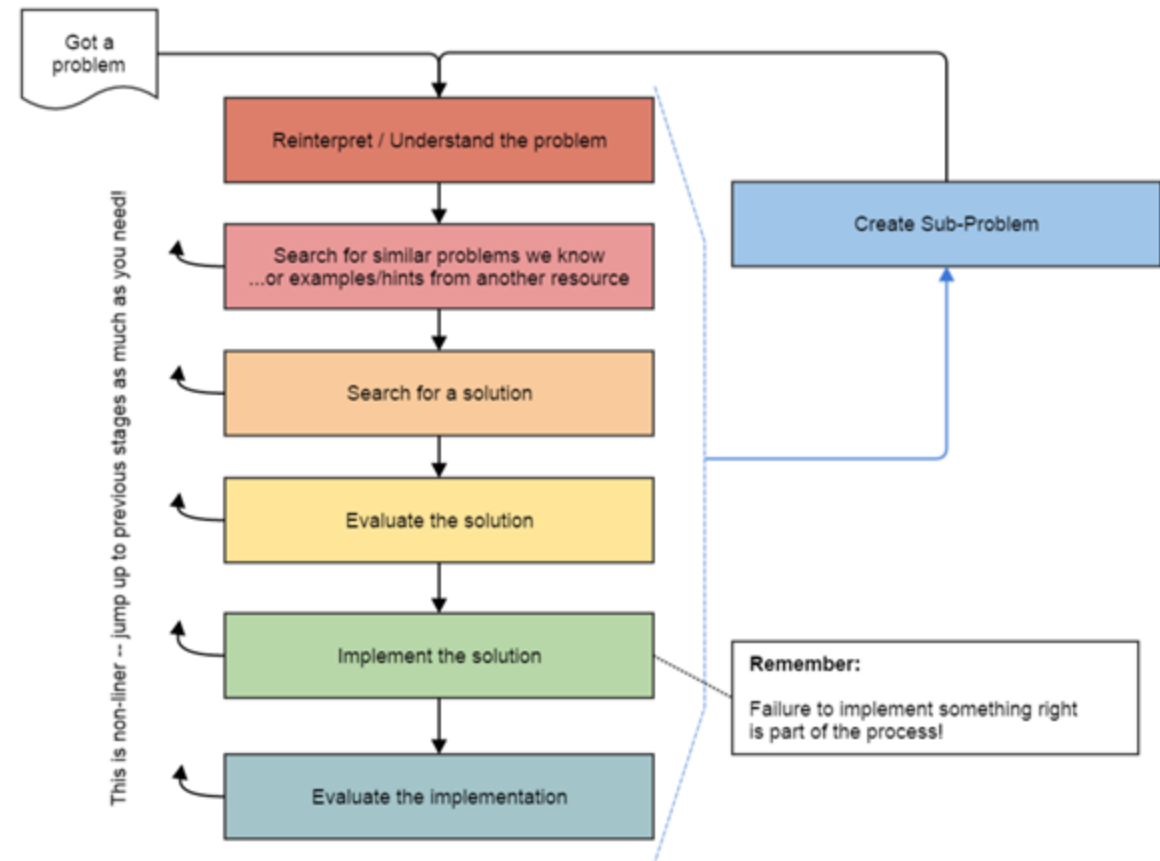 Got a
problem
Reinterpret / Understand the problem
Create Sub-Problem
Search for similar problems we know
...or examples/hints from another resource
This is non-liner -- jump up to previous stages as much as you need!
Search for a solution
Evaluate the solution
Implement the solution
Remember:
Failure to implement something right
is part of the process!
Evaluate the implementation